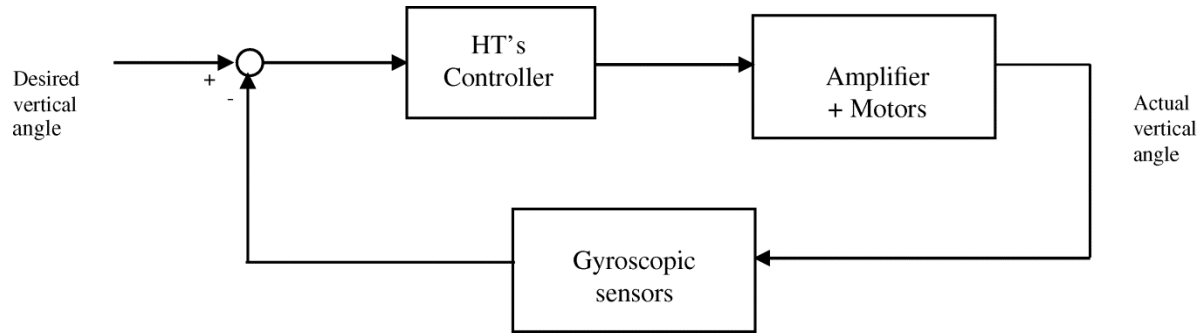 HT's
Controller
Amplifier
+ Motors
Desired
vertical
angle
+
-
Actual
vertical
angle
Gyroscopic
sensors